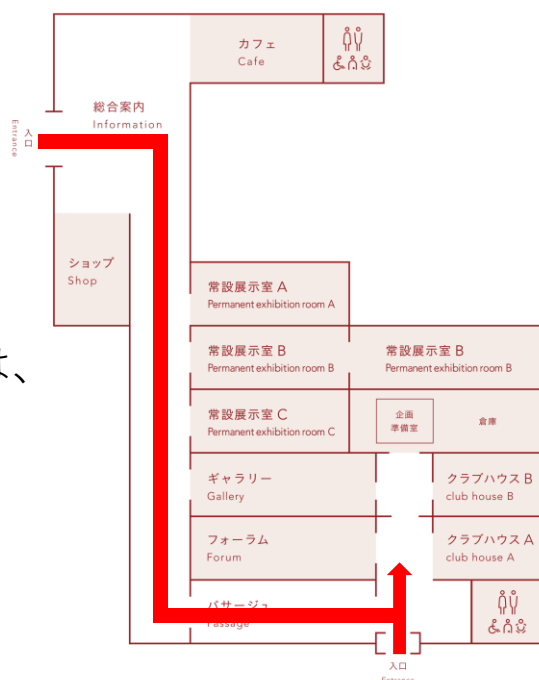 カフェ
Cafe
総合案内
Information
入口
Entrance
ショップ
Shop
常設展示室 A
Permanent exhibition room A
常設展示室 B
Permanent exhibition room B
常設展示室 B
Permanent exhibition room B
常設展示室 C
Permanent exhibition room C
企画
準備室
倉庫
ギャラリー
Gallery
クラブハウス B
club house B
フォーラム
Forum
クラブハウス A
club house A
パサージュ
Passage
入口
Entrance